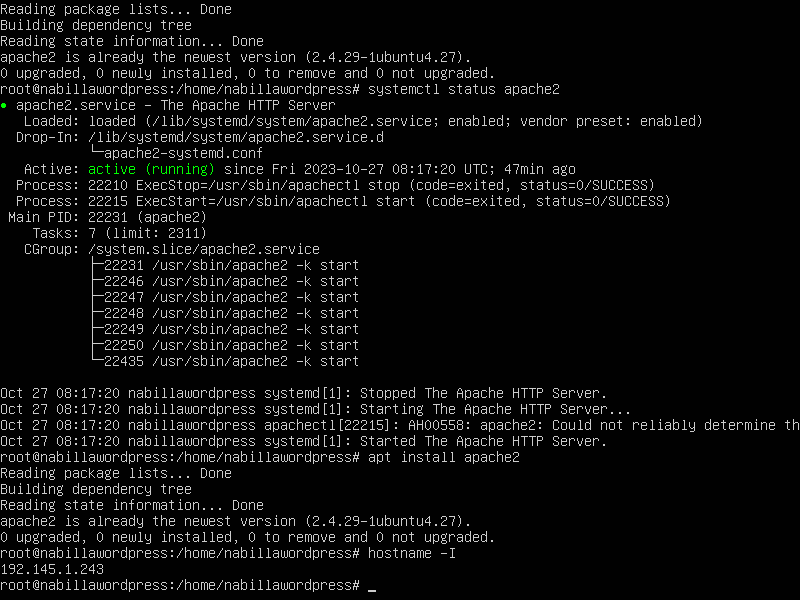 Reading package lists... Done
Building dependency tree
Reading state information... Done
apache2 is already the newest version (2.4.29-1ubuntu4.27).
0 upgraded, 0 newly installed, 0 to remove and 0 not upgraded.
root@nabillawordpress:/home/nabillawordpress# systemctl status apache2
● apache2.service - The Apache HTTP Server
   Loaded: loaded (/lib/systemd/system/apache2.service; enabled; vendor preset: enabled)
  Drop-In: /lib/systemd/system/apache2.service.d
           └─apache2-systemd.conf
   Active: active (running) since Fri 2023-10-27 08:17:20 UTC; 47min ago
  Process: 22210 ExecStop=/usr/sbin/apachectl stop (code=exited, status=0/SUCCESS)
  Process: 22215 ExecStart=/usr/sbin/apachectl start (code=exited, status=0/SUCCESS)
 Main PID: 22231 (apache2)
    Tasks: 7 (limit: 2311)
   CGroup: /system.slice/apache2.service
           ├─22231 /usr/sbin/apache2 -k start
           ├─22246 /usr/sbin/apache2 -k start
           ├─22247 /usr/sbin/apache2 -k start
           ├─22248 /usr/sbin/apache2 -k start
           ├─22249 /usr/sbin/apache2 -k start
           ├─22250 /usr/sbin/apache2 -k start
           └─22435 /usr/sbin/apache2 -k start

Oct 27 08:17:20 nabillawordpress systemd[1]: Stopped The Apache HTTP Server.
Oct 27 08:17:20 nabillawordpress systemd[1]: Starting The Apache HTTP Server...
Oct 27 08:17:20 nabillawordpress apachectl[22215]: AH00558: apache2: Could not reliably determine th
Oct 27 08:17:20 nabillawordpress systemd[1]: Started The Apache HTTP Server.
root@nabillawordpress:/home/nabillawordpress# apt install apache2
Reading package lists... Done
Building dependency tree
Reading state information... Done
apache2 is already the newest version (2.4.29-1ubuntu4.27).
0 upgraded, 0 newly installed, 0 to remove and 0 not upgraded.
root@nabillawordpress:/home/nabillawordpress# hostname -I
192.145.1.243
root@nabillawordpress:/home/nabillawordpress# _